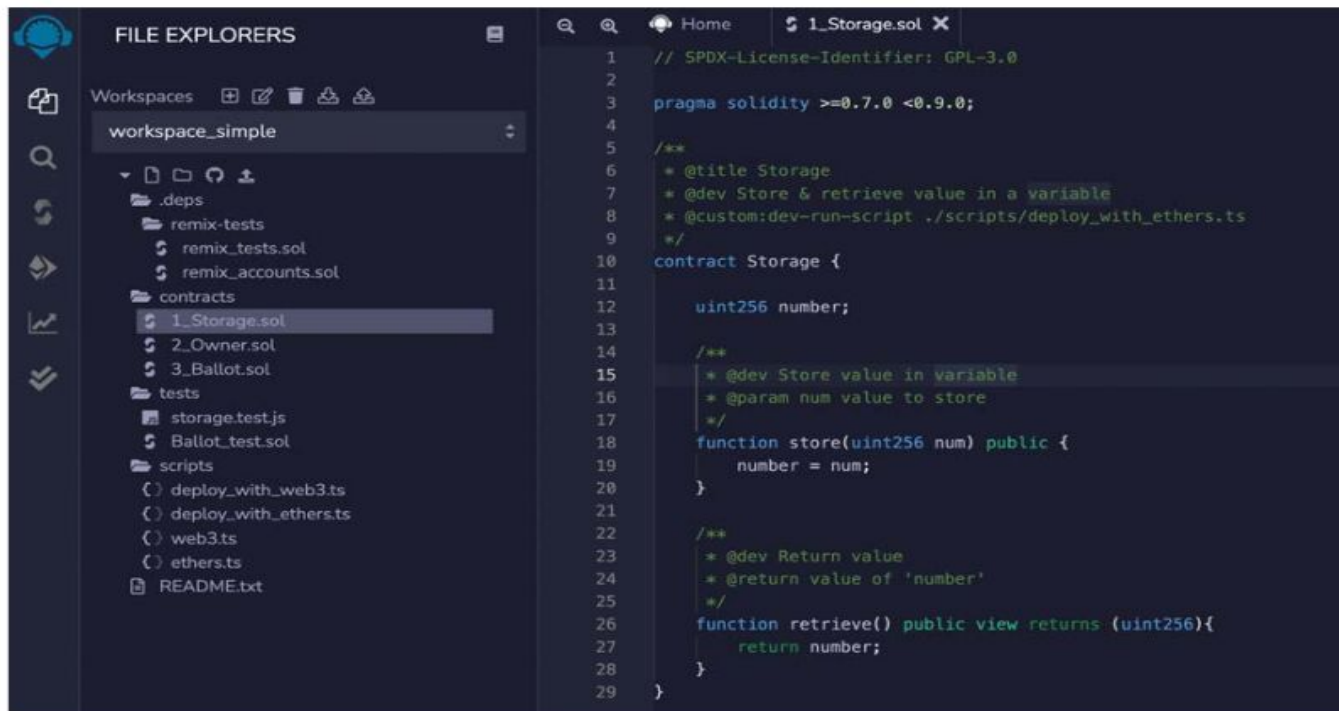 FILE EXPLORERS
Workspaces
workspace_simple
.deps
remix-tests
remix_tests.sol
remix_accounts.sol
contracts
1_Storage.sol
2_Owner.sol
3_Ballot.sol
tests
storage.test.js
Ballot_test.sol
scripts
{} deploy_with_web3.ts
{} deploy_with_ethers.ts
{} web3.ts
{} ethers.ts
README.txt
Home
1_Storage.sol
1 // SPDX-License-Identifier: GPL-3.0
2
3 pragma solidity >=0.7.0 <0.9.0;
4
5 /**
6 * @title Storage
7 * @dev Store & retrieve value in a variable
8 * @custom:dev-run-script ./scripts/deploy_with_ethers.ts
9 */
10 contract Storage {
11
12 uint256 number;
13
14 /**
15 * @dev Store value in variable
16 * @param num value to store
17 */
18 function store(uint256 num) public {
19 number = num;
20 }
21
22 /**
23 * @dev Return value
24 * @return value of 'number'
25 */
26 function retrieve() public view returns (uint256){
27 return number;
28 }
29 }